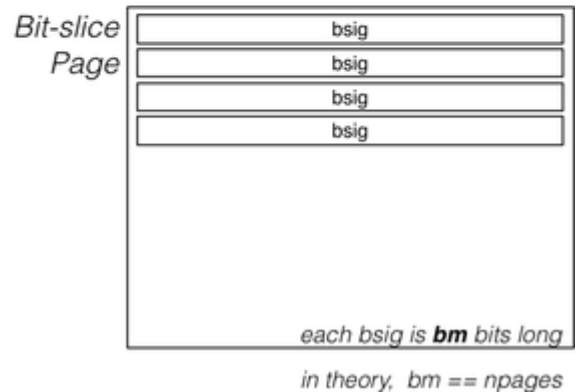 Bit-slice
Page
bsig
bsig
bsig
bsig
each bsig is bm bits long
in theory, bm == npages